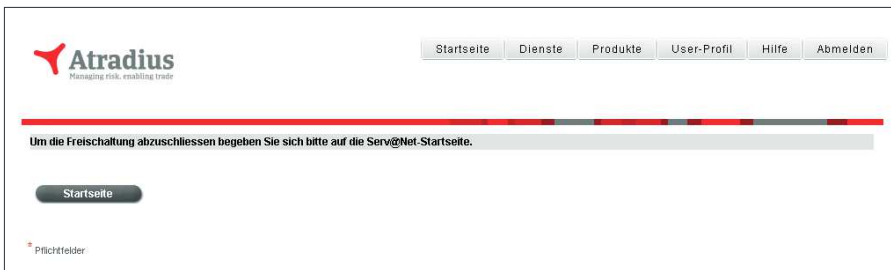 Atradius
Managing risk, enabling trade
Startseite Dienste Produkte User-Profil Hilfe Abmelden
Um die Freischaltung abzuschliessen begeben Sie sich bitte auf die Serv@Net-Startseite.
Startseite
* Pflichtfelder